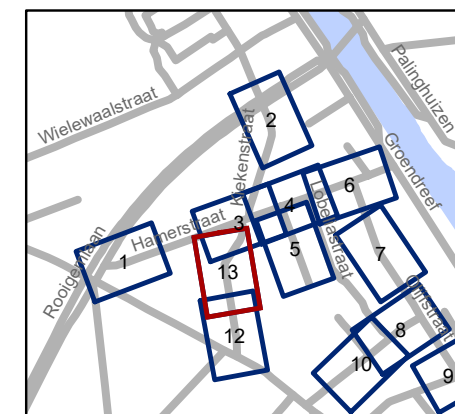 Palinghuizen
Wielewaalstraat
2
Kiekenstraat
Groendreef
6
4
Lobeliastraat
3
Hamerstraat
5
7
1
Rooigemlaan
13
Gijfstraat
12
8
10
9